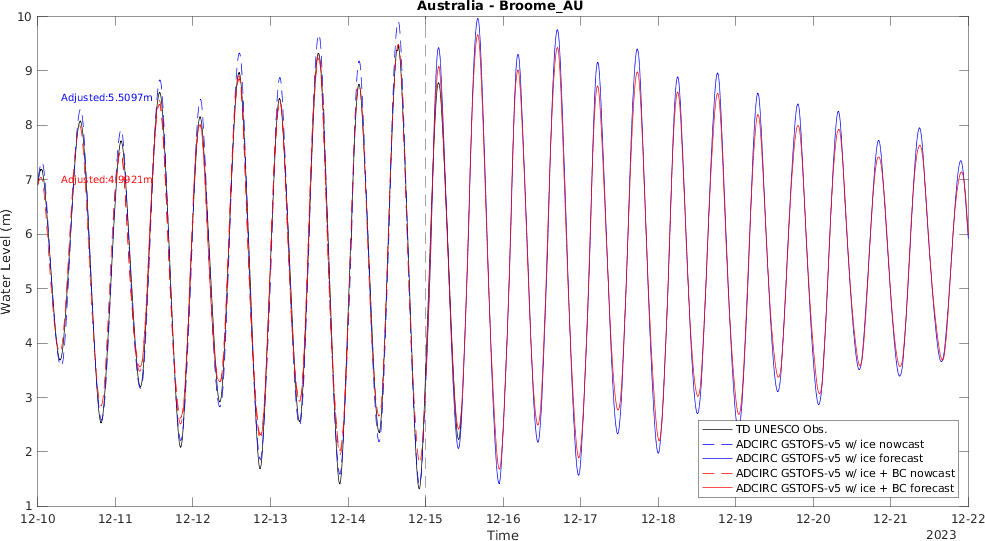 Australia - Broome_AU
10
9
8
7
6
5
4
3
2
1
Water Level (m)
Adjusted:5.5097m
Adjusted:4.9921m
TD UNESCO Obs.
ADCIRC GSTOFS-v5 w/ ice nowcast
ADCIRC GSTOFS-v5 w/ ice forecast
ADCIRC GSTOFS-v5 w/ ice + BC nowcast
ADCIRC GSTOFS-v5 w/ ice + BC forecast
12-10 12-11 12-12 12-13 12-14 12-15 12-16 12-17 12-18 12-19 12-20 12-21 12-22
Time
2023